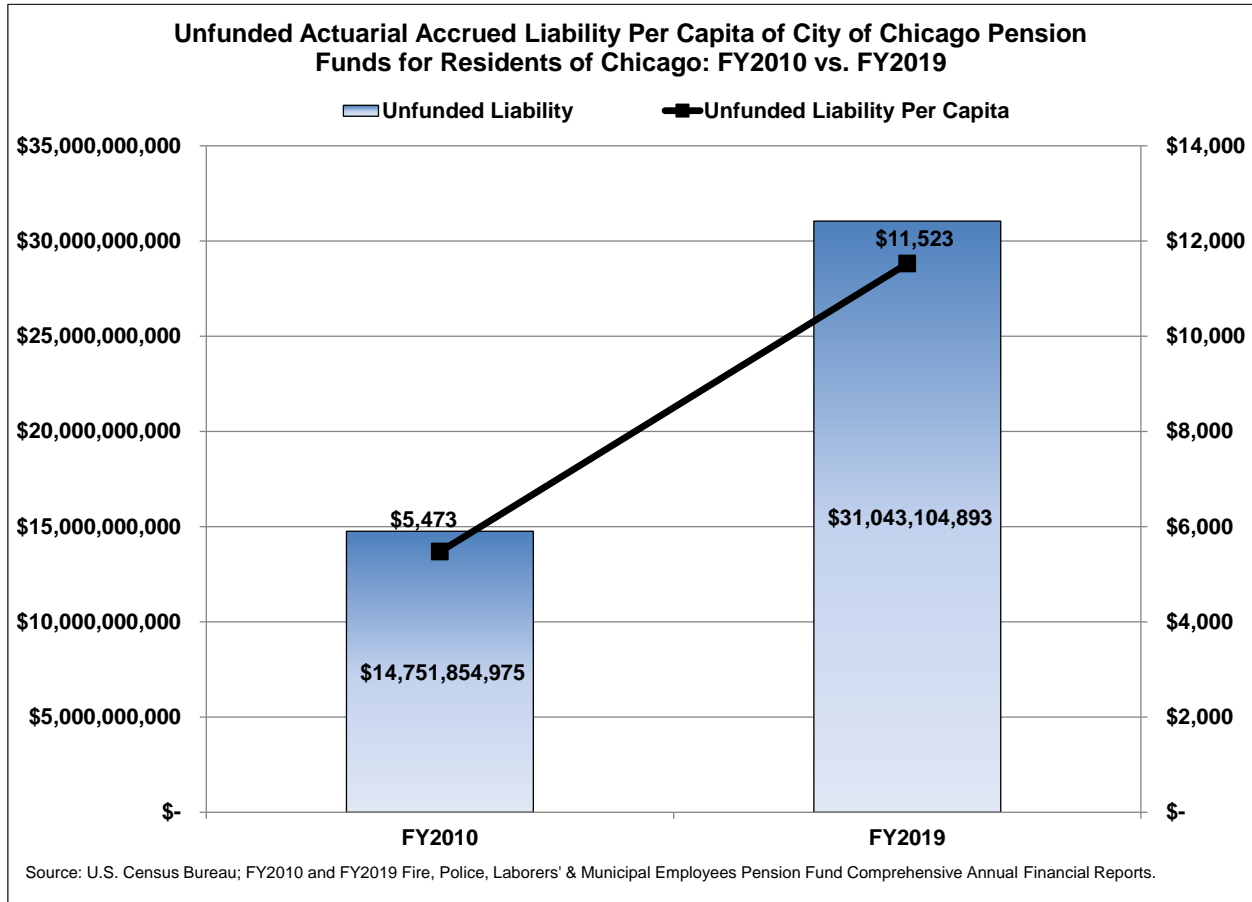 Unfunded Actuarial Accrued Liability Per Capita of City of Chicago Pension
Funds for Residents of Chicago: FY2010 vs. FY2019
Unfunded Liability
Unfunded Liability Per Capita
$35,000,000,000
$30,000,000,000
$25,000,000,000
$20,000,000,000
$15,000,000,000
$10,000,000,000
$5,000,000,000
$-
$5,473
$14,751,854,975
$11,523
$31,043,104,893
$14,000
$12,000
$10,000
$8,000
$6,000
$4,000
$2,000
$-
FY2010
FY2019
Source: U.S. Census Bureau; FY2010 and FY2019 Fire, Police, Laborers' & Municipal Employees Pension Fund Comprehensive Annual Financial Reports.